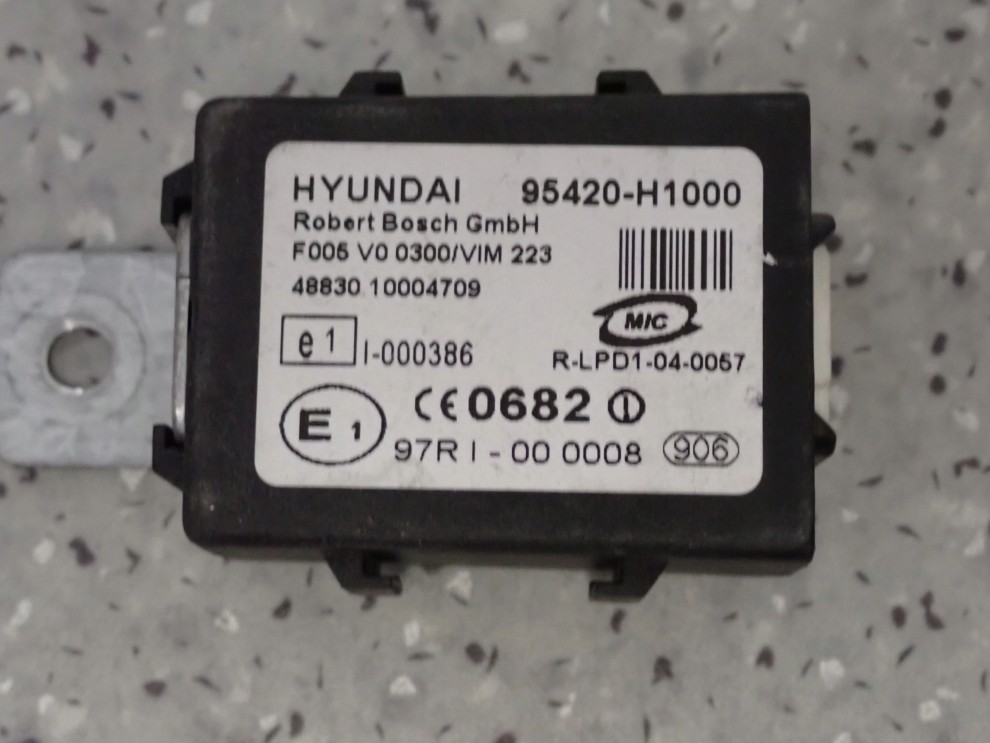 HYUNDAI 95420-H1000
Robert Bosch GmbH
F005 V0 0300/VIM 223
48830 10004709
MIC
e1 I-000386
R-LPD1-04-0057
E1 CE0682
97R I - 00 0008 906